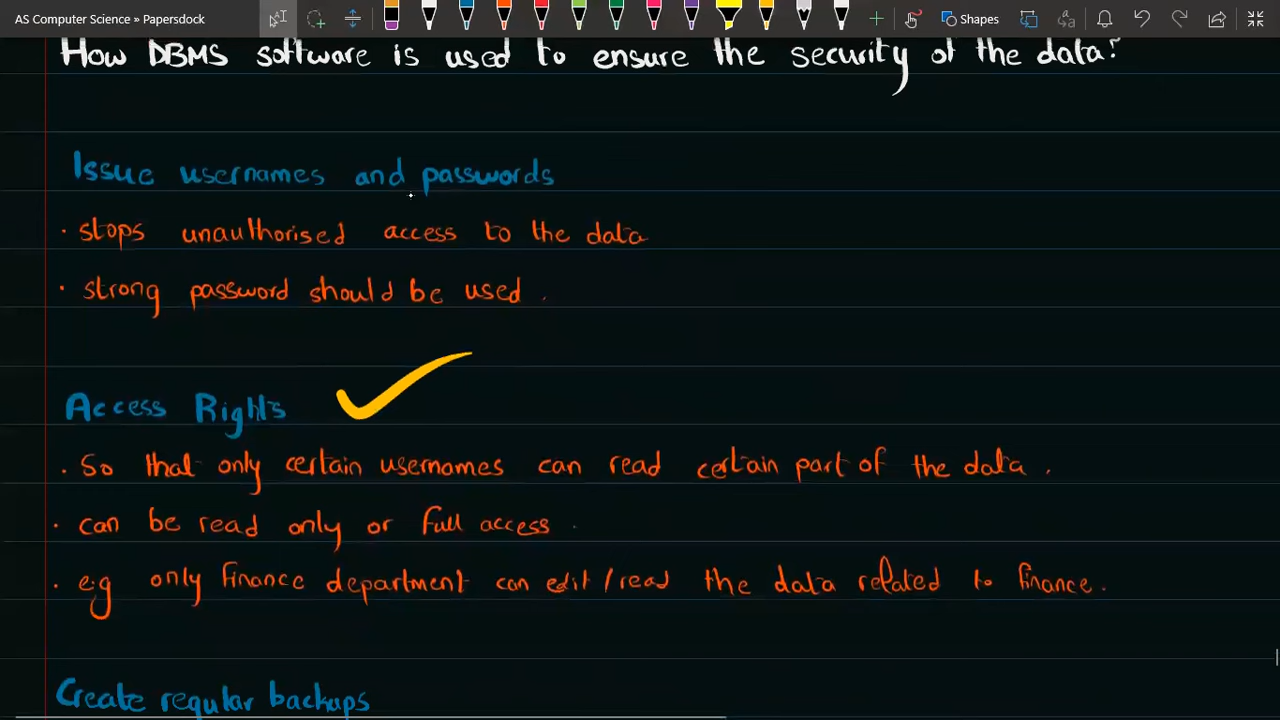 AS Computer Science » Papersdock
Shapes
How DBMS software is used to ensure the security of the data?
Issue usernames and passwords
· stops unauthorised access to the data
· strong password should be used.
Access Rights
. So that only certain usernames can read certain part of the data.
· can be read only or full access.
· e.g only finance department can edit/read the data related to finance.
Create regular backups